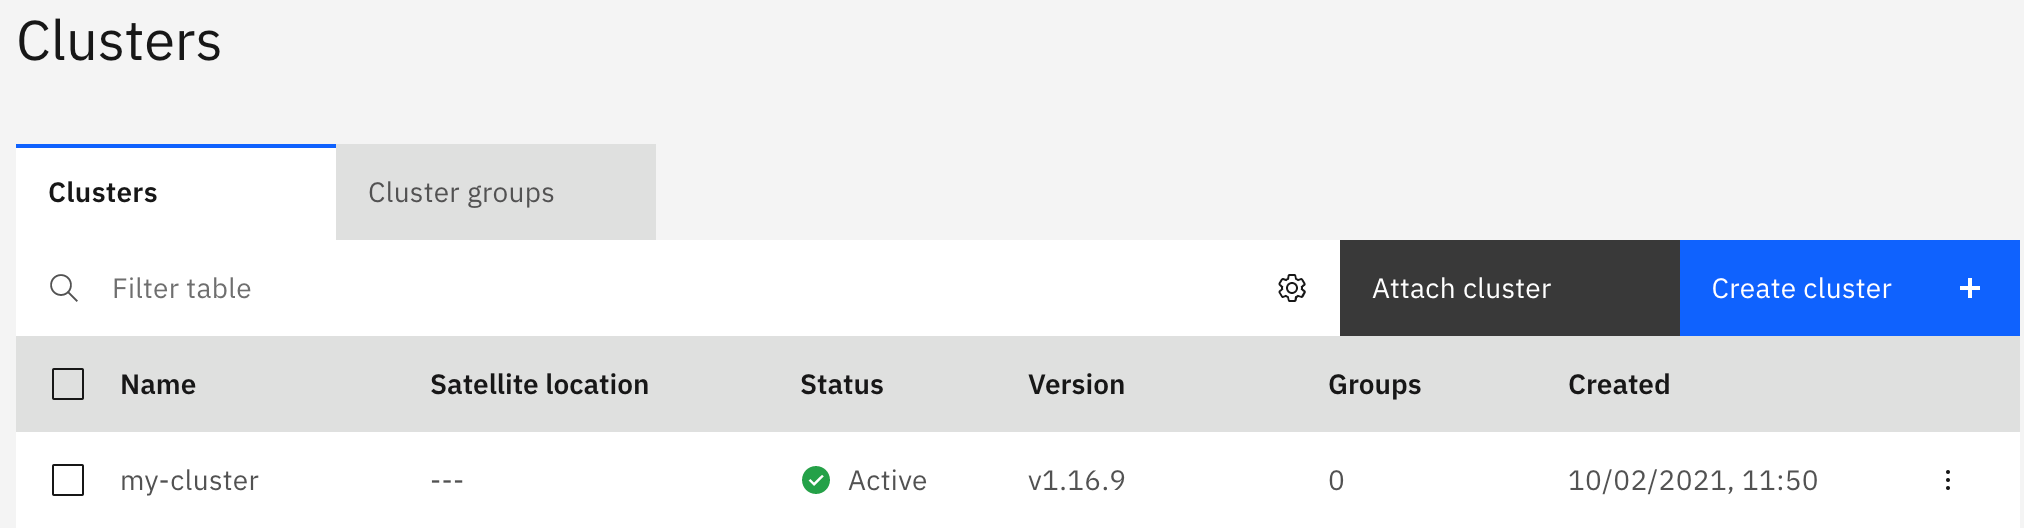 Clusters
Clusters Cluster groups
Filter table Attach cluster Create cluster +
Name Satellite location Status Version Groups Created
my-cluster --- Active v1.16.9 0 10/02/2021, 11:50